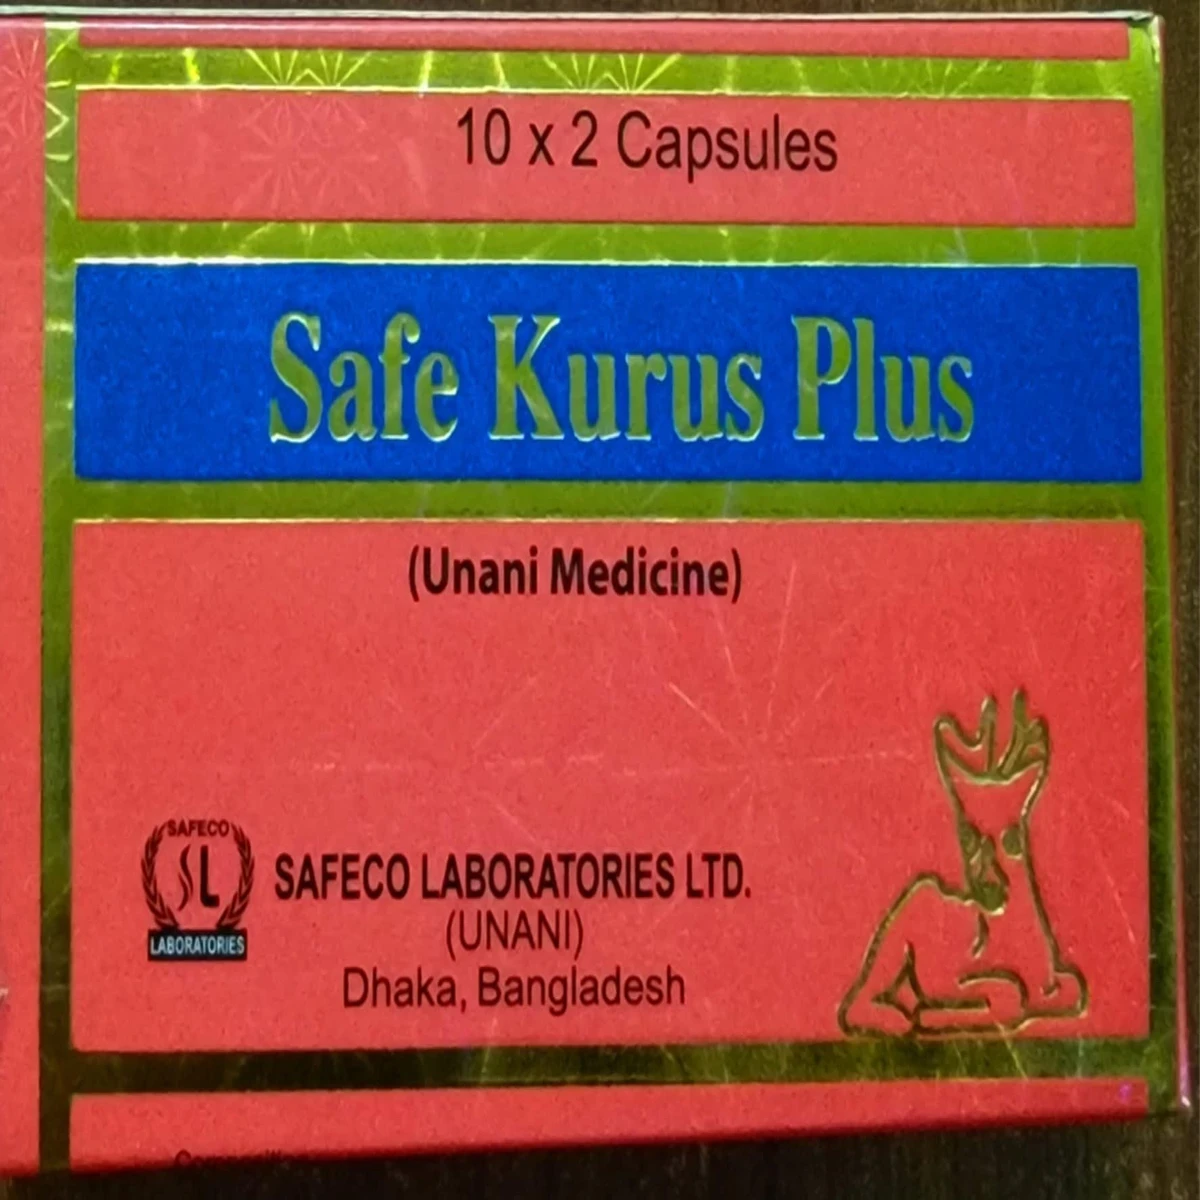 10 x 2 Capsules
Safe Kurus Plus
(Unani Medicine)
SAFECO
SL
LABORATORIES
SAFECO LABORATORIES LTD.
(UNANI)
Dhaka, Bangladesh